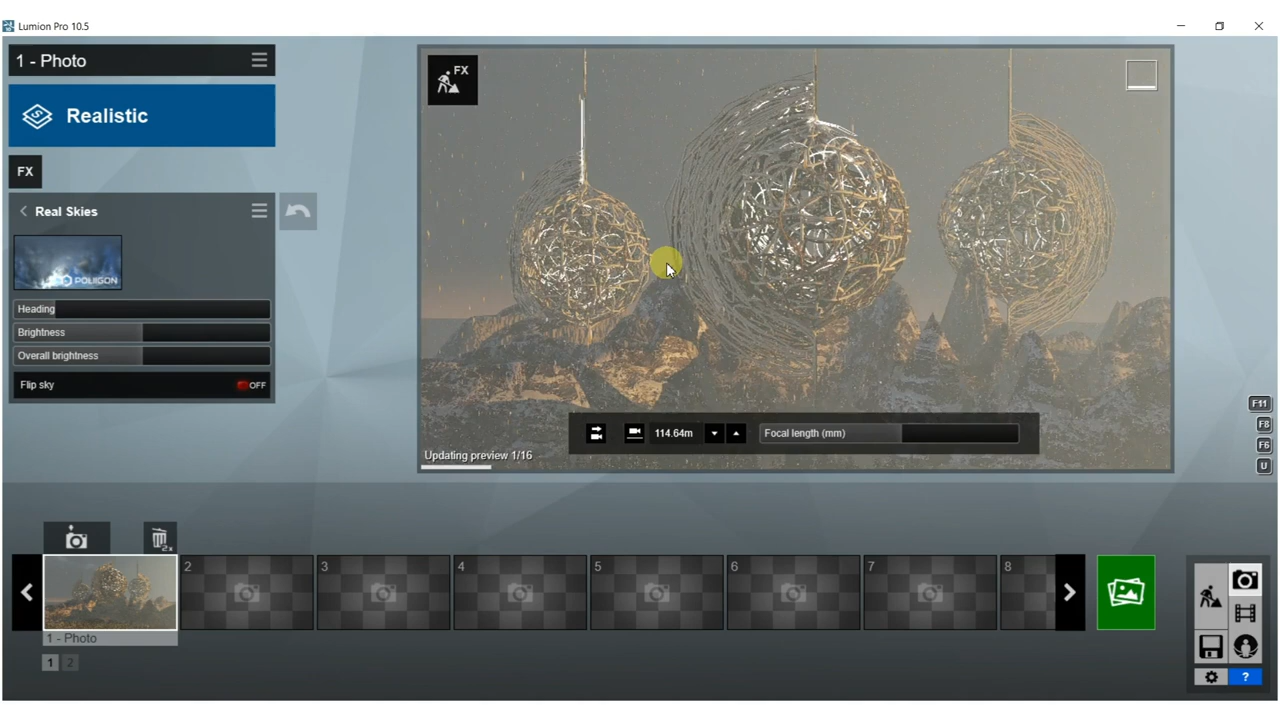 Lumion Pro 10.5
1 - Photo
Realistic
FX
FX
Real Skies
POLIIGON
Heading
Brightness
Overall brightness
Flip sky
OFF
114.64m
Focal length (mm)
Updating preview 1/16
F11
F8
F6
U
2x
2
3
4
5
6
7
8
1 - Photo
1
2
?